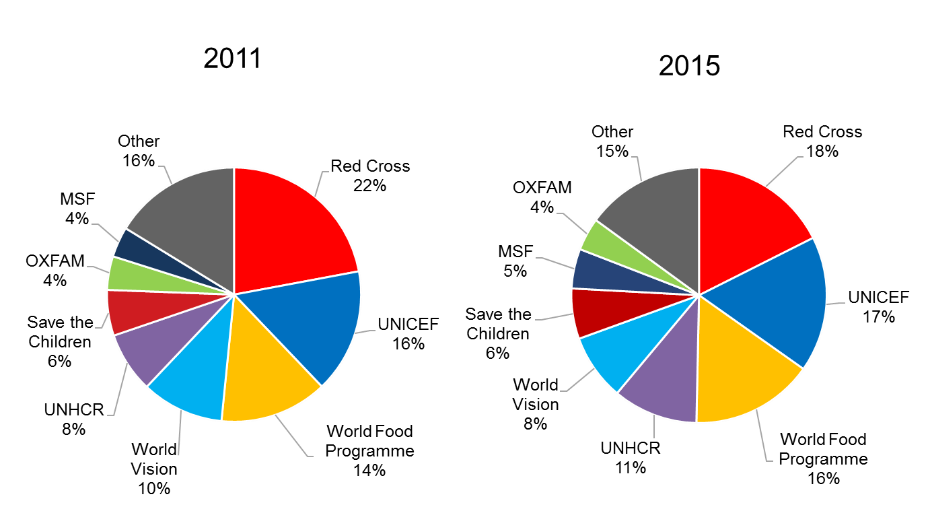 2011
Red Cross
22%
UNICEF
16%
World Food
Programme
14%
World
Vision
10%
UNHCR
8%
Save the
Children
6%
OXFAM
4%
MSF
4%
Other
16%
2015
Red Cross
18%
UNICEF
17%
World Food
Programme
16%
UNHCR
11%
World
Vision
8%
Save the
Children
6%
MSF
5%
OXFAM
4%
Other
15%